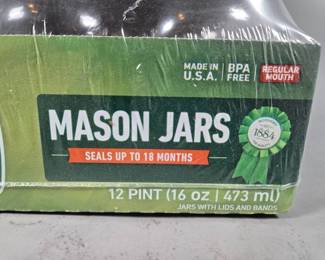 MADE IN
U.S.A.
BPA
FREE
REGULAR
MOUTH
MASON JARS
SEALS UP TO 18 MONTHS
1884
12 PINT (16 oz | 473 ml)
JARS WITH LIDS AND BANDS